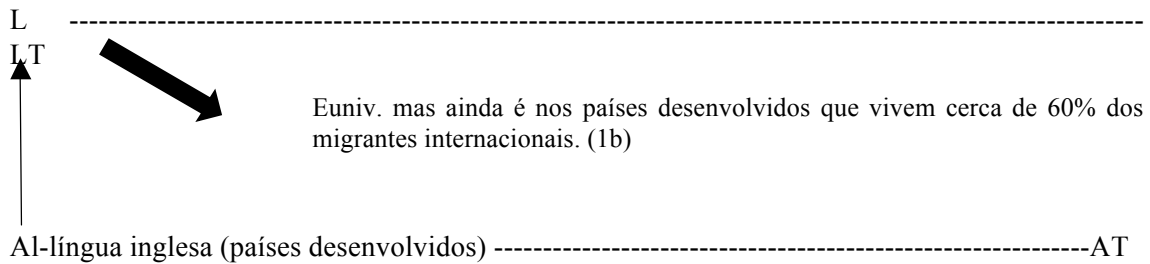 L ---------------------------------------------------------------------------------------------------------------
LT
Euniv. mas ainda é nos países desenvolvidos que vivem cerca de 60% dos
migrantes internacionais. (1b)
Al-língua inglesa (países desenvolvidos) --------------------------------------------------------------AT